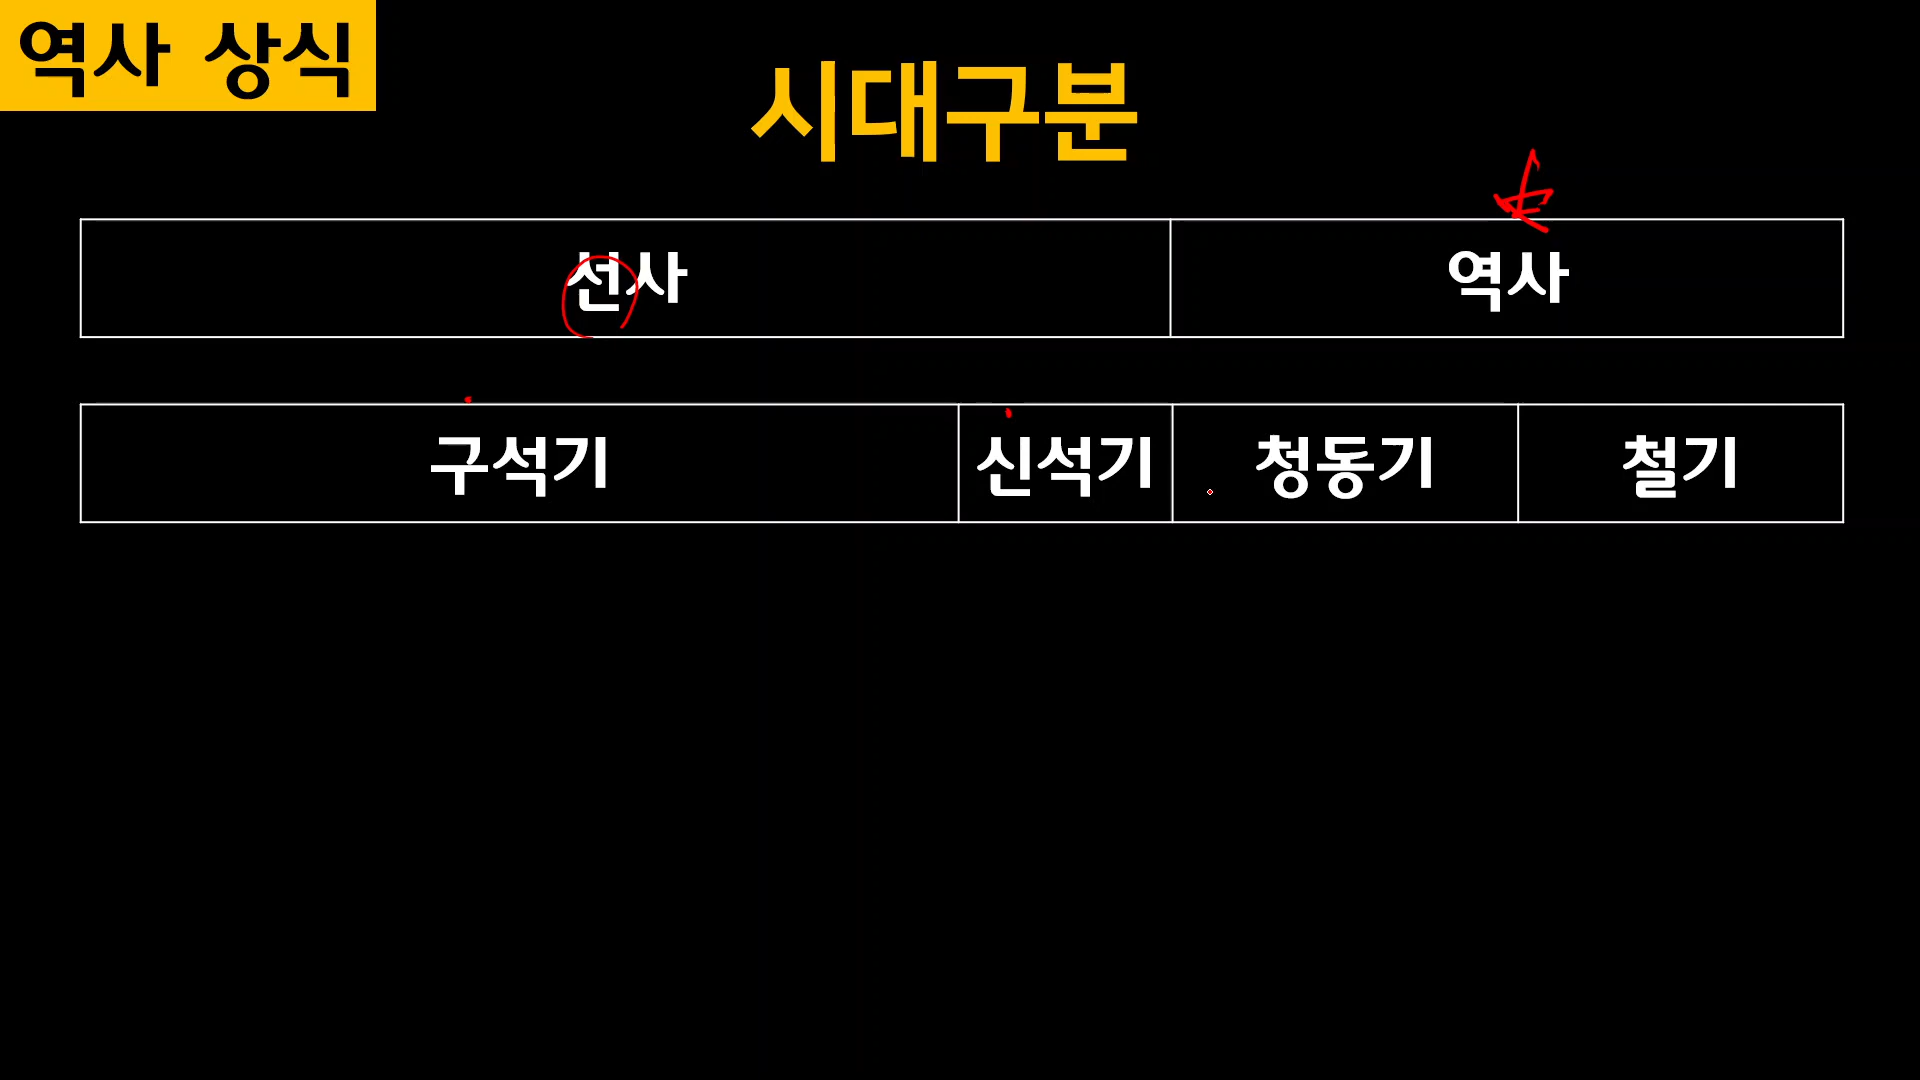 역사 상식
시대구분
선사 역사
구석기 신석기 청동기 철기